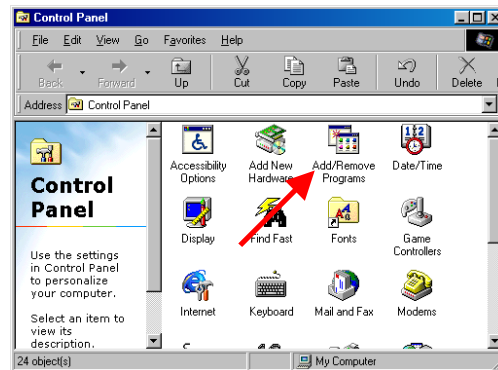 Control Panel
File Edit View Go Favorites Help
Back Forward Up Cut Copy Paste Undo Delete
Address Control Panel
Control
Panel
Use the settings
in Control Panel
to personalize
your computer.
Select an item to
view its
description.
Accessibility
Options
Add New
Hardware
Add/Remove
Programs
Date/Time
Display
Find Fast
Fonts
Game
Controllers
Internet
Keyboard
Mail and Fax
Modems
24 object(s)
My Computer